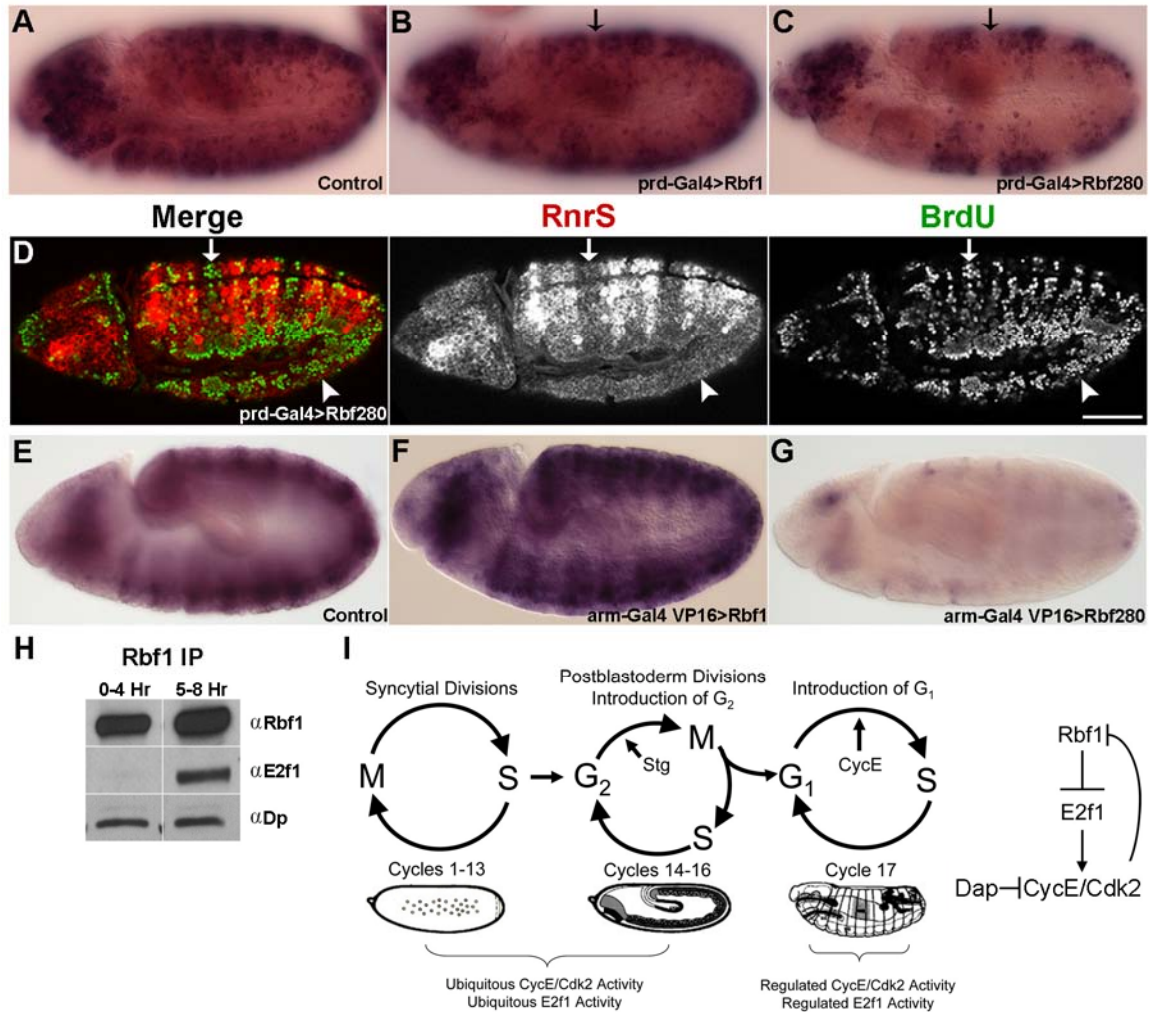 A
Control
B
prd-Gal4>Rbf1
C
prd-Gal4>Rbf280
Merge
RnrS
BrdU
D
prd-Gal4>Rbf280
E
Control
F
arm-Gal4 VP16>Rbf1
G
arm-Gal4 VP16>Rbf280
H
Rbf1 IP
0-4 Hr
5-8 Hr
αRbf1
αE2f1
αDp
I
Syncytial Divisions
M
S
Cycles 1-13
Postblastoderm Divisions
Introduction of G₂
G₂
M
Stg
S
Cycles 14-16
Introduction of G₁
G₁
CycE
S
Cycle 17
Ubiquitous CycE/Cdk2 Activity
Ubiquitous E2f1 Activity
Regulated CycE/Cdk2 Activity
Regulated E2f1 Activity
Rbf1
E2f1
Dap
CycE/Cdk2